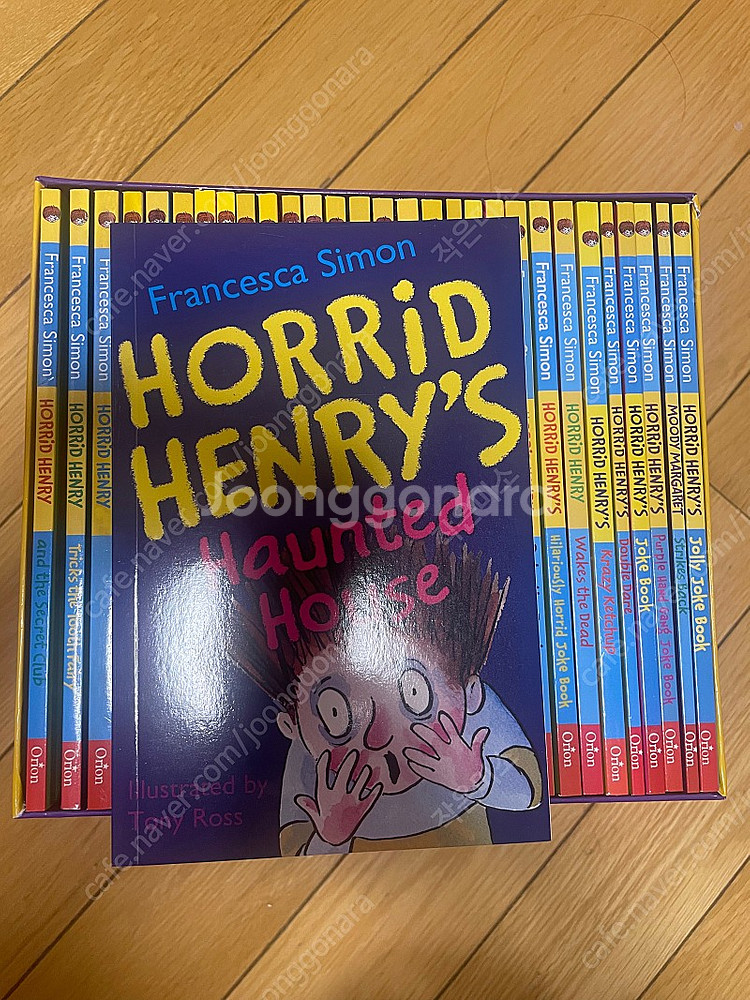 Francesca Simon
HORRID
HENRY'S
Haunted
House
Illustrated by
Tony Ross
Francesca Simon HORRID HENRY and the Secret Club Orion
Francesca Simon HORRID HENRY Tricks the Tooth Fairy Orion
Francesca Simon HORRID HENRY Orion
Francesca Simon HORRID HENRY'S Hilariously Horrid Joke Book Orion
Francesca Simon HORRID HENRY Wakes the Dead Orion
Francesca Simon HORRID HENRY'S Krazy Ketchup Orion
Francesca Simon HORRID HENRY'S Double Dare Orion
Francesca Simon HORRID HENRY'S Joke Book Orion
Francesca Simon HORRID HENRY'S Purple Hand Gang Joke Book Orion
Francesca Simon MOODY MARGARET Strikes Back Orion
Francesca Simon HORRID HENRY'S Jolly Joke Book Orion
Joonggonara
cafe.naver.com/joonggonara